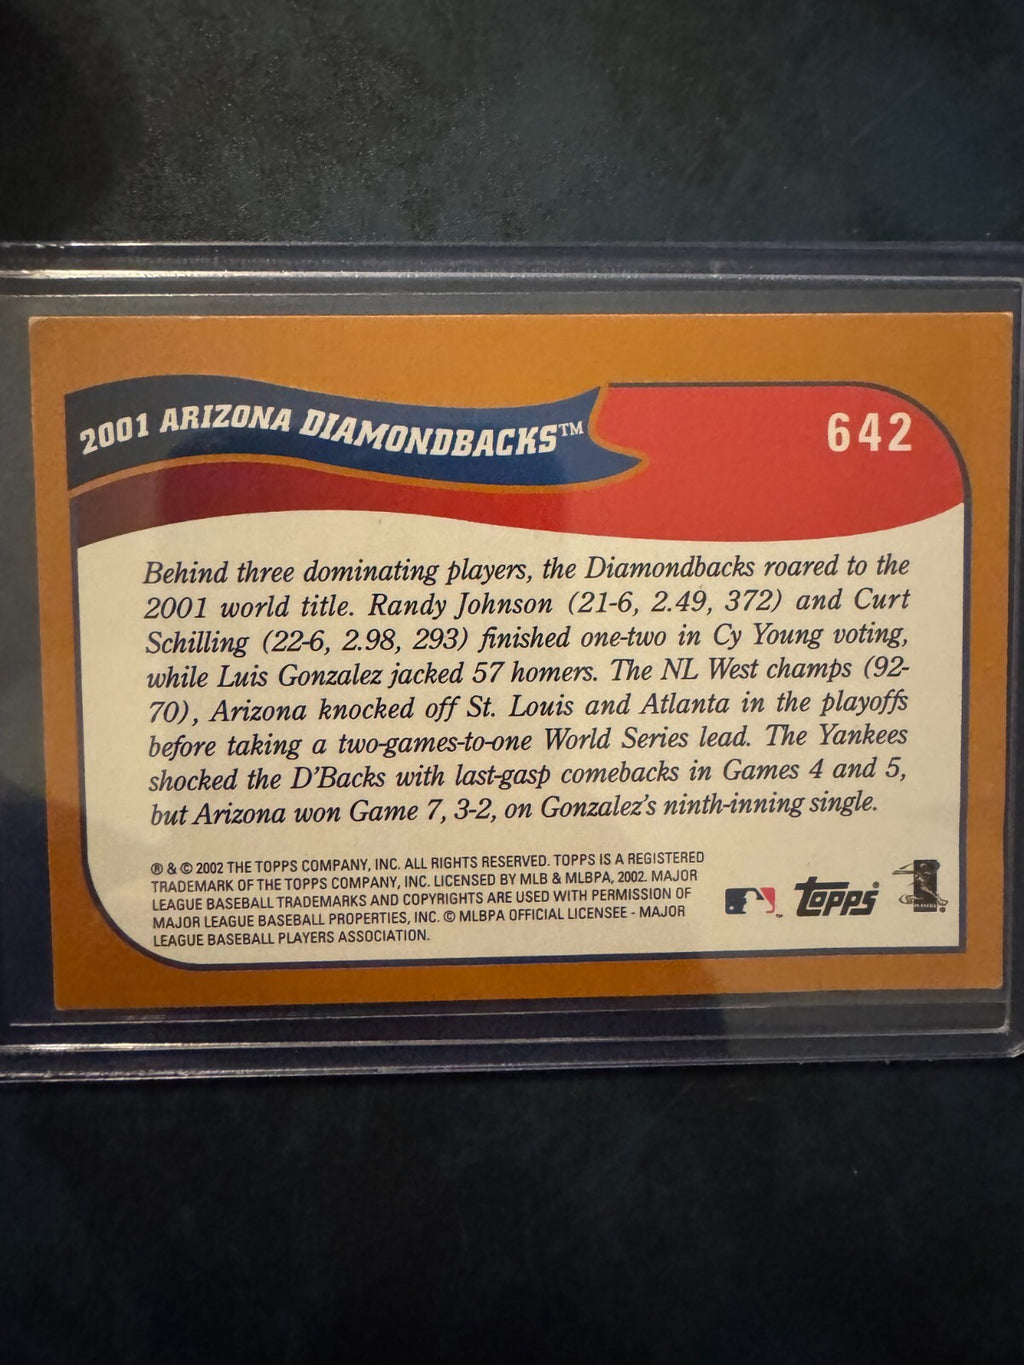 2001 ARIZONA DIAMONDBACKS™
642
Behind three dominating players, the Diamondbacks roared to the
2001 world title. Randy Johnson (21-6, 2.49, 372) and Curt
Schilling (22-6, 2.98, 293) finished one-two in Cy Young voting,
while Luis Gonzalez jacked 57 homers. The NL West champs (92-
70), Arizona knocked off St. Louis and Atlanta in the playoffs
before taking a two-games-to-one World Series lead. The Yankees
shocked the D'Backs with last-gasp comebacks in Games 4 and 5,
but Arizona won Game 7, 3-2, on Gonzalez's ninth-inning single.
® & © 2002 THE TOPPS COMPANY, INC. ALL RIGHTS RESERVED. TOPPS IS A REGISTERED
TRADEMARK OF THE TOPPS COMPANY, INC. LICENSED BY MLB & MLBPA, 2002. MAJOR
LEAGUE BASEBALL TRADEMARKS AND COPYRIGHTS ARE USED WITH PERMISSION OF
MAJOR LEAGUE BASEBALL PROPERTIES, INC. © MLBPA OFFICIAL LICENSEE - MAJOR
LEAGUE BASEBALL PLAYERS ASSOCIATION.
Topps®